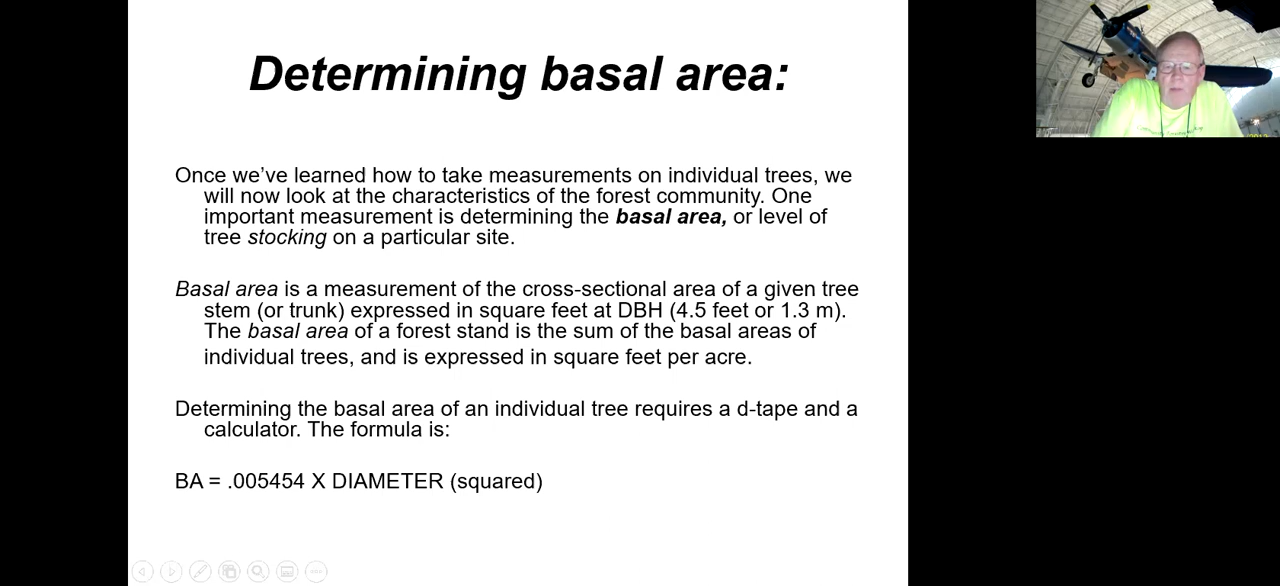 Determining basal area:
Once we’ve learned how to take measurements on individual trees, we
will now look at the characteristics of the forest community. One
important measurement is determining the basal area, or level of
tree stocking on a particular site.
Basal area is a measurement of the cross-sectional area of a given tree
stem (or trunk) expressed in square feet at DBH (4.5 feet or 1.3 m).
The basal area of a forest stand is the sum of the basal areas of
individual trees, and is expressed in square feet per acre.
Determining the basal area of an individual tree requires a d-tape and a
calculator. The formula is:
BA = .005454 X DIAMETER (squared)